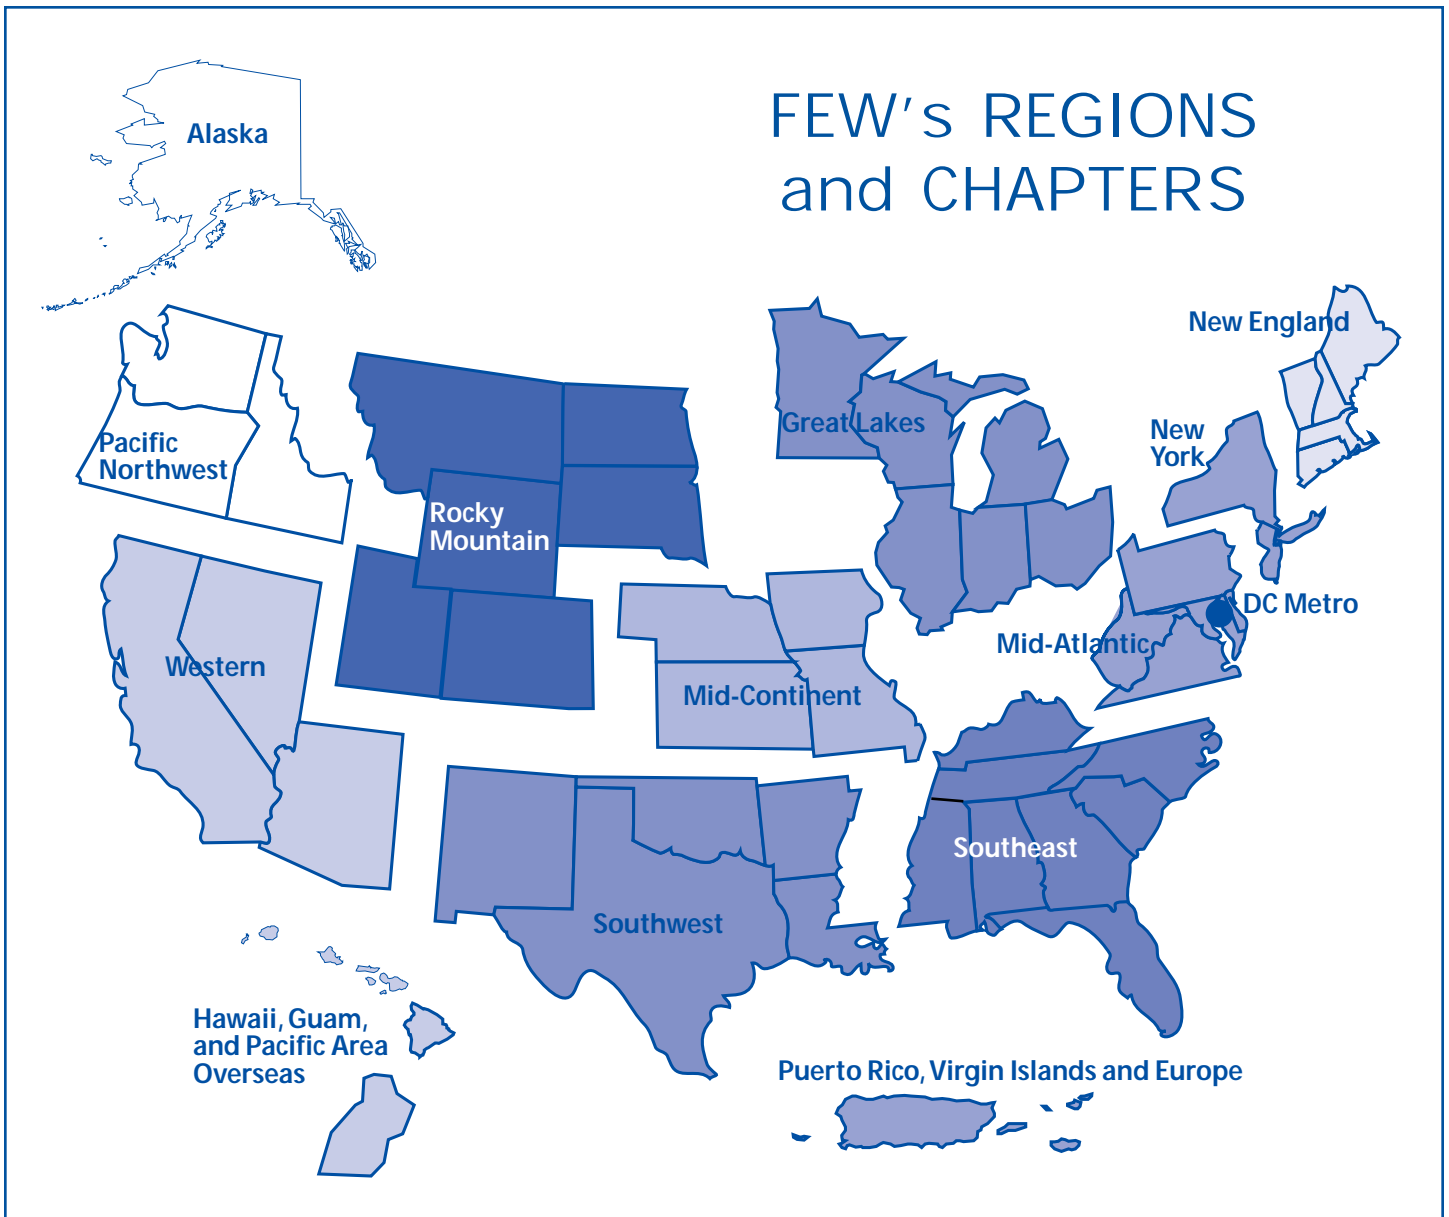 FEW's REGIONS
and CHAPTERS
Alaska
New England
Pacific
Northwest
Great Lakes
New
York
Rocky
Mountain
DC Metro
Mid-Atlantic
Western
Mid-Continent
Southeast
Southwest
Hawaii, Guam,
and Pacific Area
Overseas
Puerto Rico, Virgin Islands and Europe